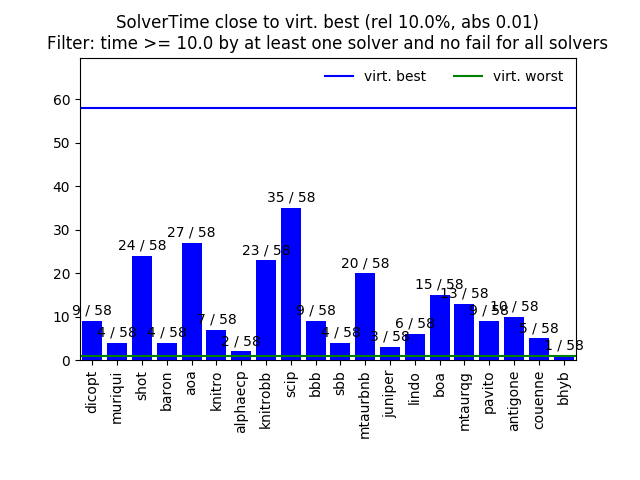 SolverTime close to virt. best (rel 10.0%, abs 0.01)
Filter: time >= 10.0 by at least one solver and no fail for all solvers
virt. best
virt. worst
60
50
40
30
20
10
0
9 / 58
4 / 58
24 / 58
4 / 58
27 / 58
7 / 58
2 / 58
23 / 58
35 / 58
9 / 58
4 / 58
20 / 58
3 / 58
6 / 58
15 / 58
13 / 58
9 / 58
10 / 58
5 / 58
1 / 58
dicopt
muriqui
shot
baron
aoa
knitro
alphaecp
knitrobb
scip
bbb
sbb
mtaurbnb
juniper
lindo
boa
mtaurqg
pavito
antigone
couenne
bhyb